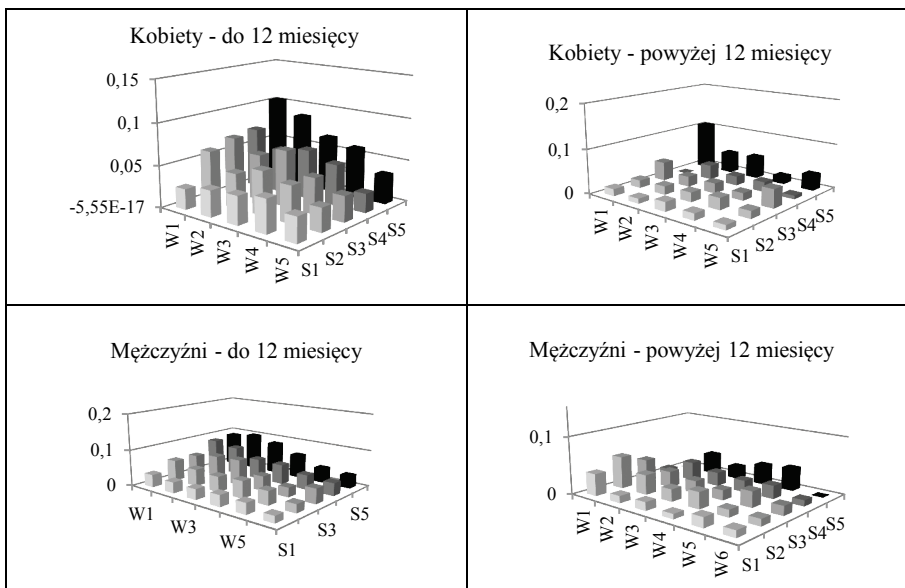 Kobiety - do 12 miesięcy
0,15
0,1
0,05
-5,55E-17
W1
W2
W3
W4
W5
S1
S2
S3
S4
S5
Kobiety - powyżej 12 miesięcy
0,2
0,1
0
W1
W2
W3
W4
W5
S1
S2
S3
S4
S5
Mężczyźni - do 12 miesięcy
0,2
0,1
0
W1
W3
W5
S1
S3
S5
Mężczyźni - powyżej 12 miesięcy
0,1
0
W1
W2
W3
W4
W5
W6
S1
S2
S3
S4
S5